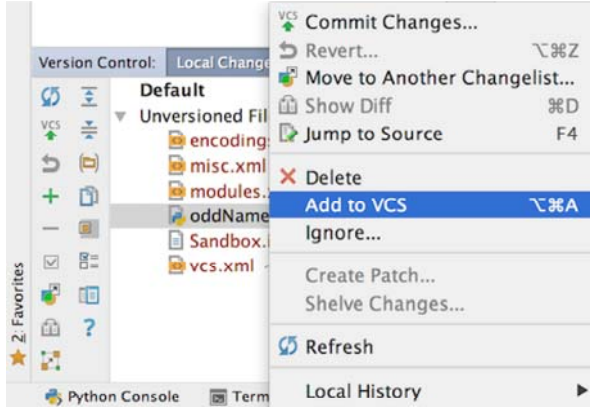 Version Control:
Local Change
Default
Unversioned Fil
encoding
misc.xml
modules.
oddName
Sandbox.i
vcs.xml
2: Favorites
Python Console
Term
VCS
VCS
Commit Changes...
Revert... ⌥⌘Z
Move to Another Changelist...
Show Diff ⌘D
Jump to Source F4
Delete
Add to VCS ⌥⌘A
Ignore...
Create Patch...
Shelve Changes...
Refresh
Local History